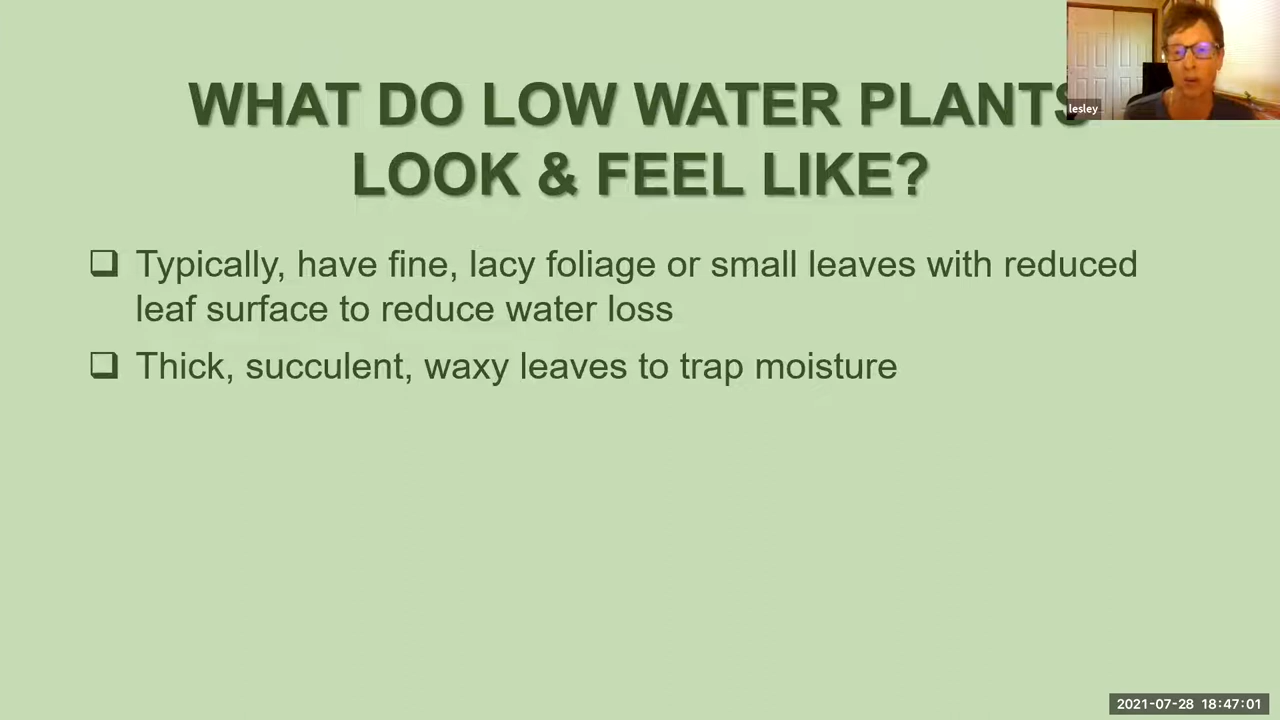 WHAT DO LOW WATER PLANTS
LOOK & FEEL LIKE?
lesley
Typically, have fine, lacy foliage or small leaves with reduced
leaf surface to reduce water loss
Thick, succulent, waxy leaves to trap moisture
2021-07-28 18:47:01